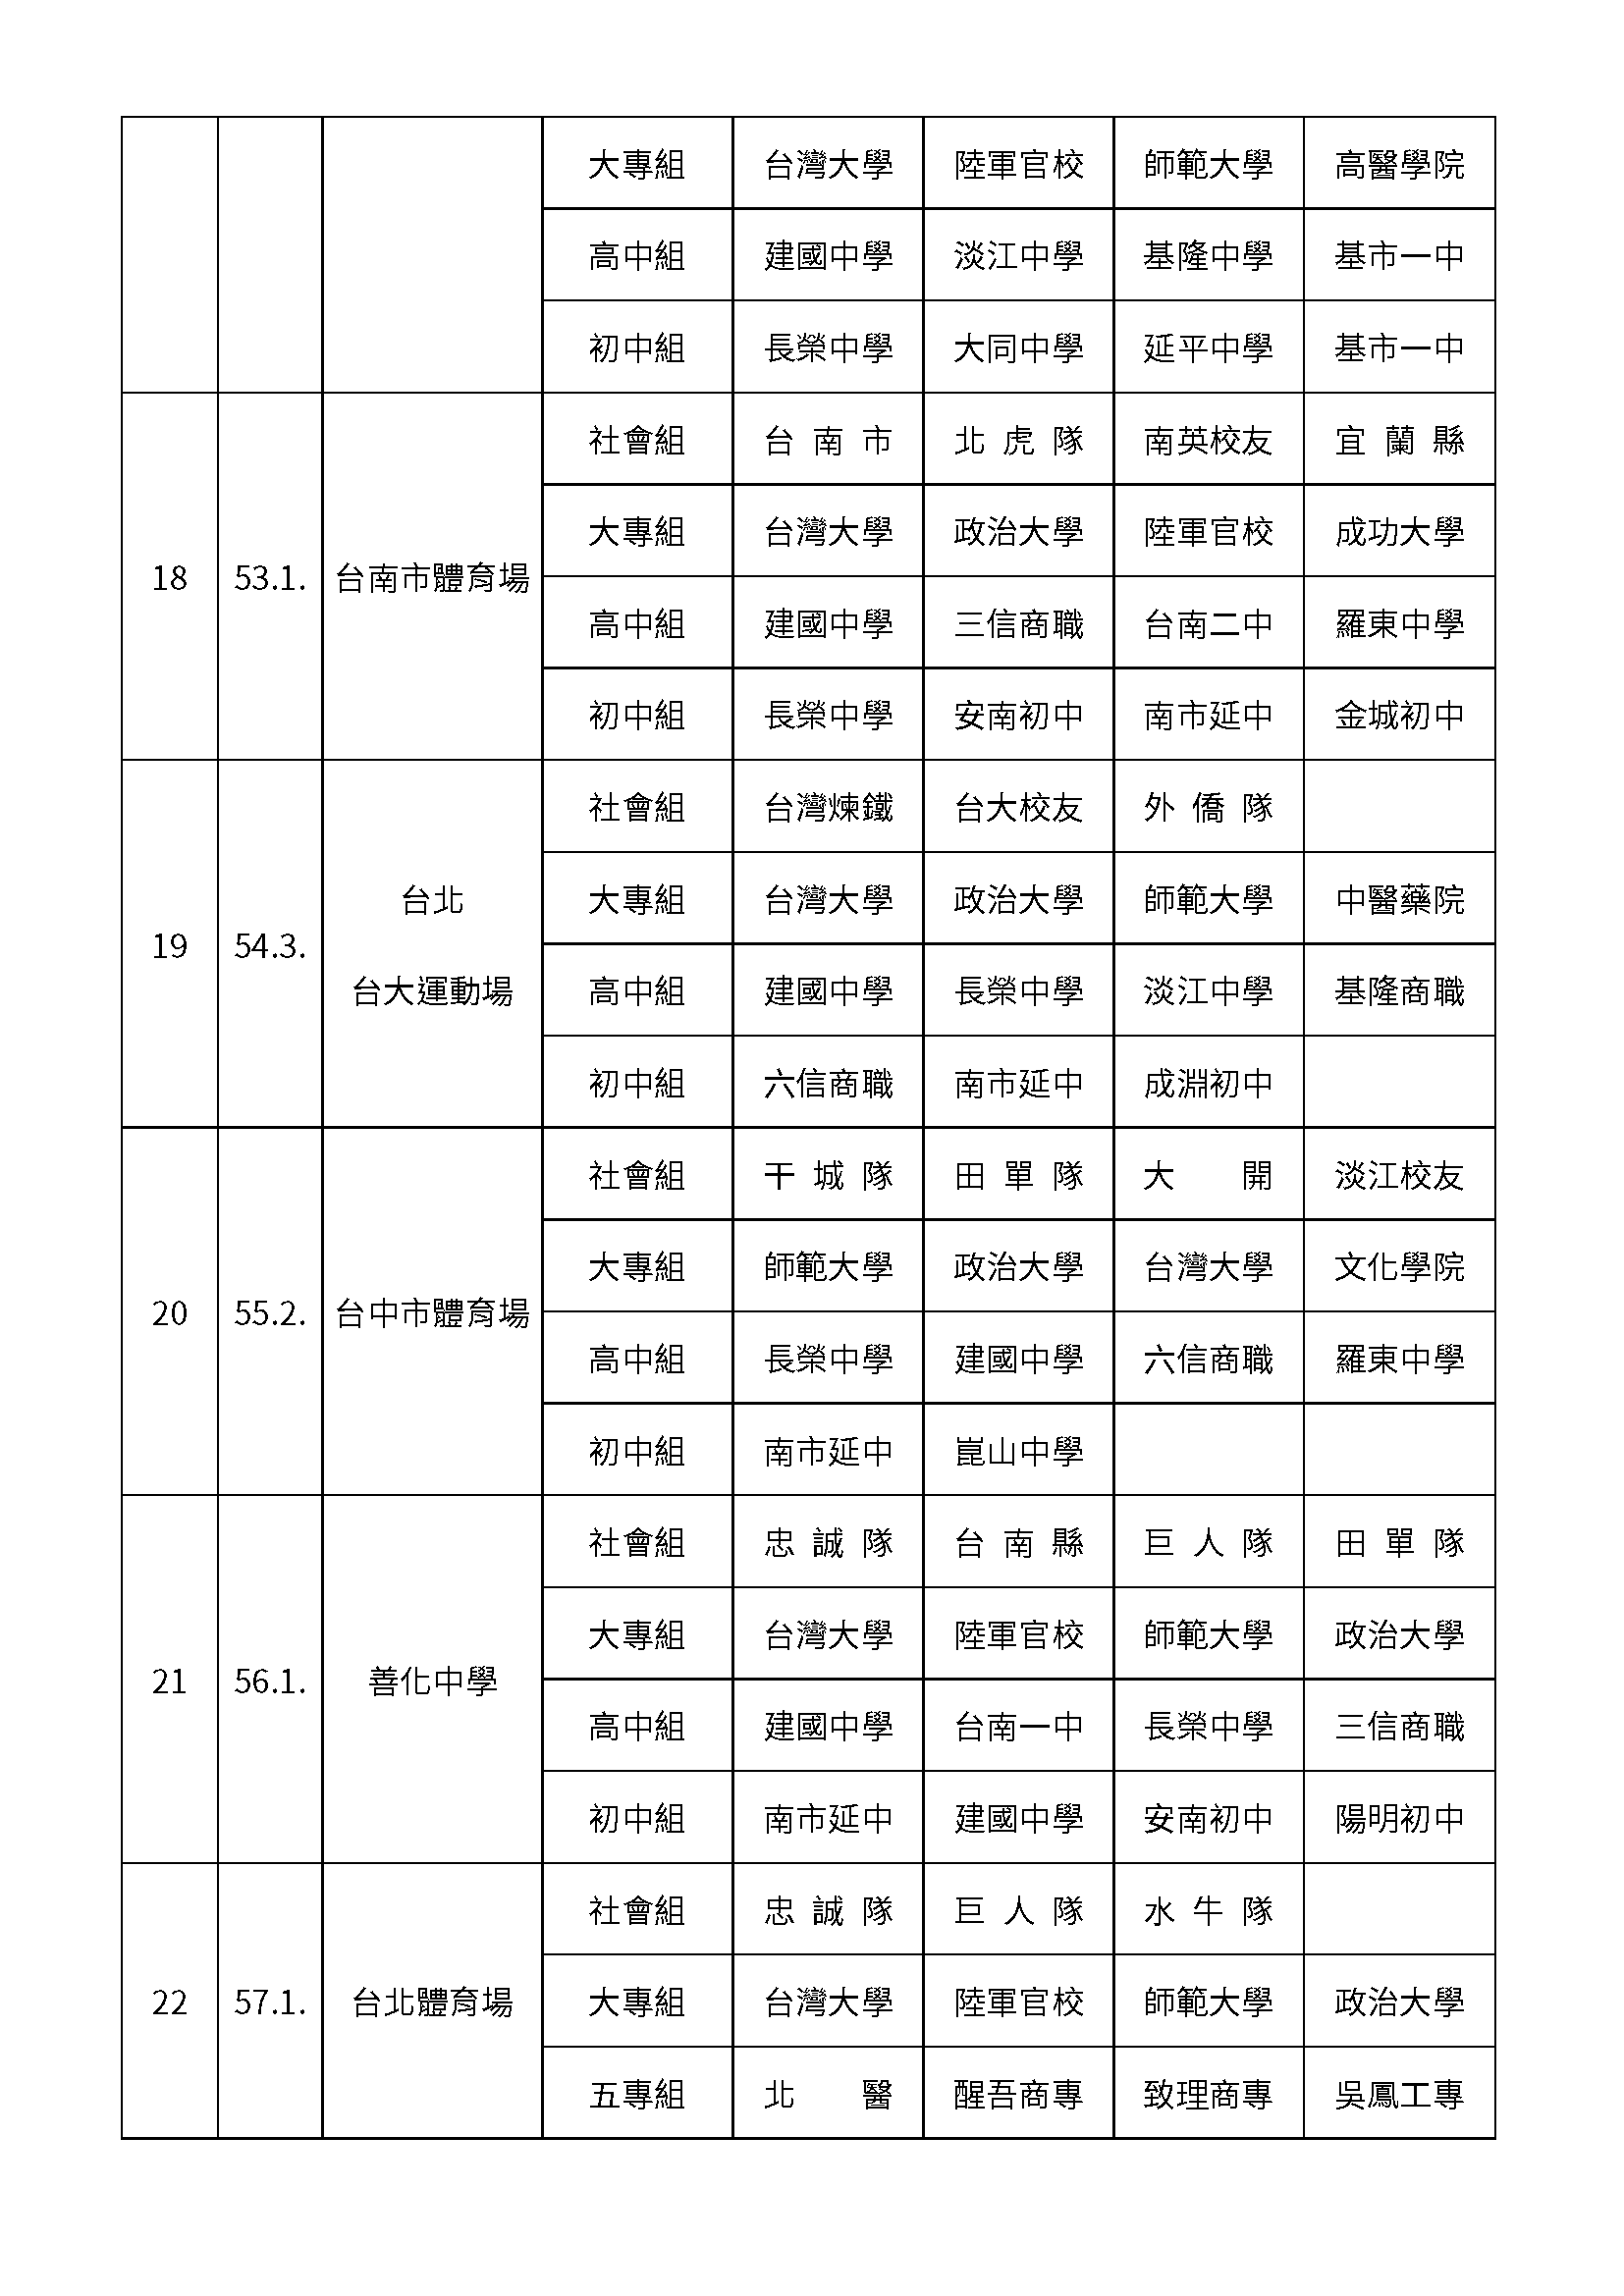 大專組 台灣大學 陸軍官校 師範大學 高醫學院
高中組 建國中學 淡江中學 基隆中學 基市一中
初中組 長榮中學 大同中學 延平中學 基市一中
18 53.1. 台南市體育場
社會組 台南市 北虎隊 南英校友 宜蘭縣
大專組 台灣大學 政治大學 陸軍官校 成功大學
高中組 建國中學 三信商職 台南二中 羅東中學
初中組 長榮中學 安南初中 南市延中 金城初中
19 54.3. 台北
台大運動場
社會組 台灣煉鐵 台大校友 外僑隊
大專組 台灣大學 政治大學 師範大學 中醫藥院
高中組 建國中學 長榮中學 淡江中學 基隆商職
初中組 六信商職 南市延中 成淵初中
20 55.2. 台中市體育場
社會組 干城隊 田單隊 大開 淡江校友
大專組 師範大學 政治大學 台灣大學 文化學院
高中組 長榮中學 建國中學 六信商職 羅東中學
初中組 南市延中 崑山中學
21 56.1. 善化中學
社會組 忠誠隊 台南縣 巨人隊 田單隊
大專組 台灣大學 陸軍官校 師範大學 政治大學
高中組 建國中學 台南一中 長榮中學 三信商職
初中組 南市延中 建國中學 安南初中 陽明初中
22 57.1. 台北體育場
社會組 忠誠隊 巨人隊 水牛隊
大專組 台灣大學 陸軍官校 師範大學 政治大學
五專組 北醫 醒吾商專 致理商專 吳鳳工專